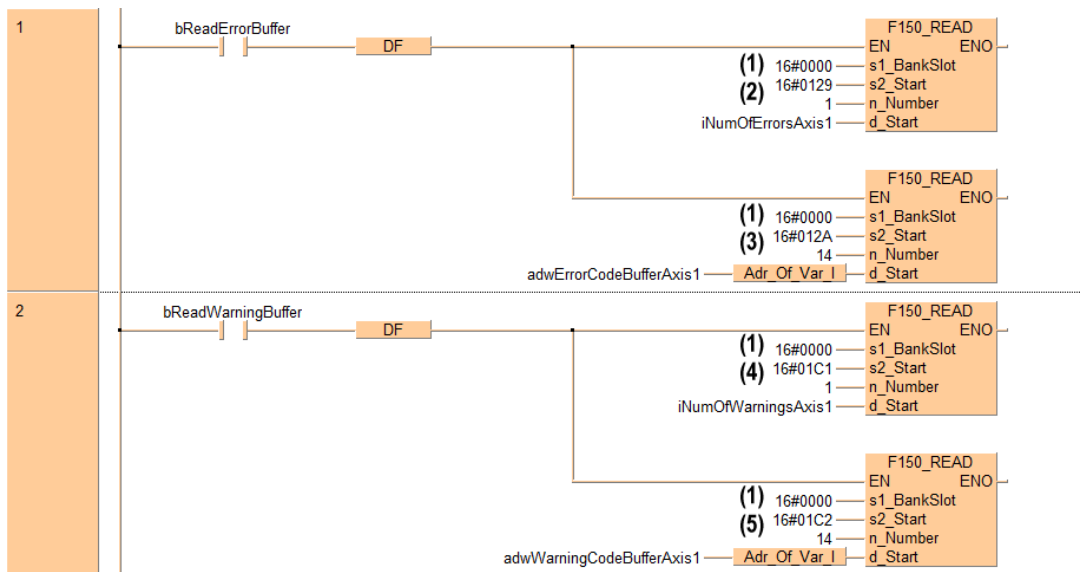 1
bReadErrorBuffer
DF
F150_READ
EN ENO
(1) 16#0000 s1_BankSlot
(2) 16#0129 s2_Start
1 n_Number
iNumOfErrorsAxis1 d_Start
F150_READ
EN ENO
(1) 16#0000 s1_BankSlot
(3) 16#012A s2_Start
14 n_Number
adwErrorCodeBufferAxis1 Adr_Of_Var_I d_Start
2
bReadWarningBuffer
DF
F150_READ
EN ENO
(1) 16#0000 s1_BankSlot
(4) 16#01C1 s2_Start
1 n_Number
iNumOfWarningsAxis1 d_Start
F150_READ
EN ENO
(1) 16#0000 s1_BankSlot
(5) 16#01C2 s2_Start
14 n_Number
adwWarningCodeBufferAxis1 Adr_Of_Var_I d_Start